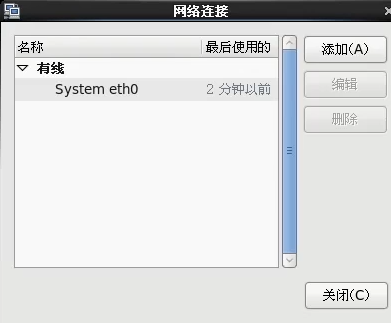 网络连接
名称 最后使用的
有线
System eth0 2 分钟以前
添加(A)
编辑
删除
关闭(C)